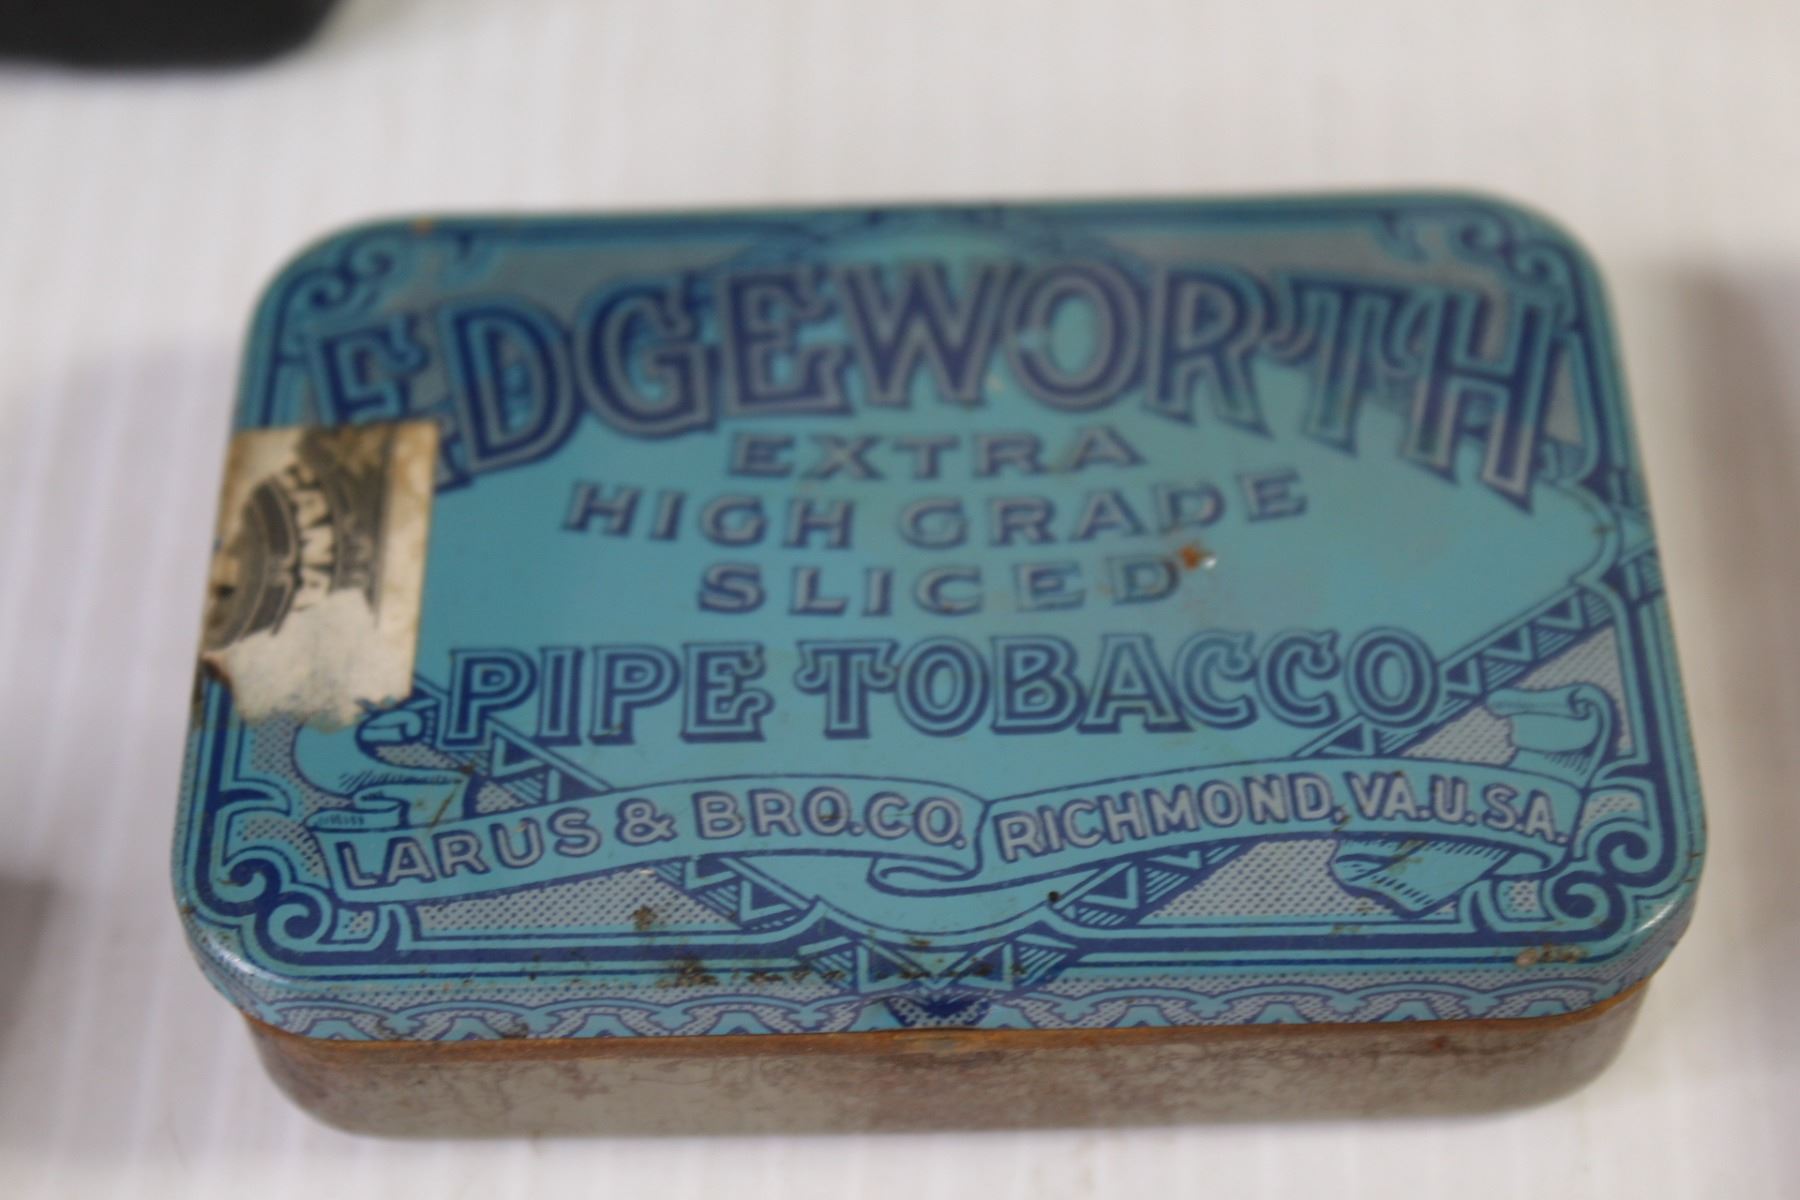 EDGEWORTH
EXTRA
HIGH GRADE
SLICED
PIPE TOBACCO
LARUS & BRO. CO. RICHMOND, VA. U.S.A.